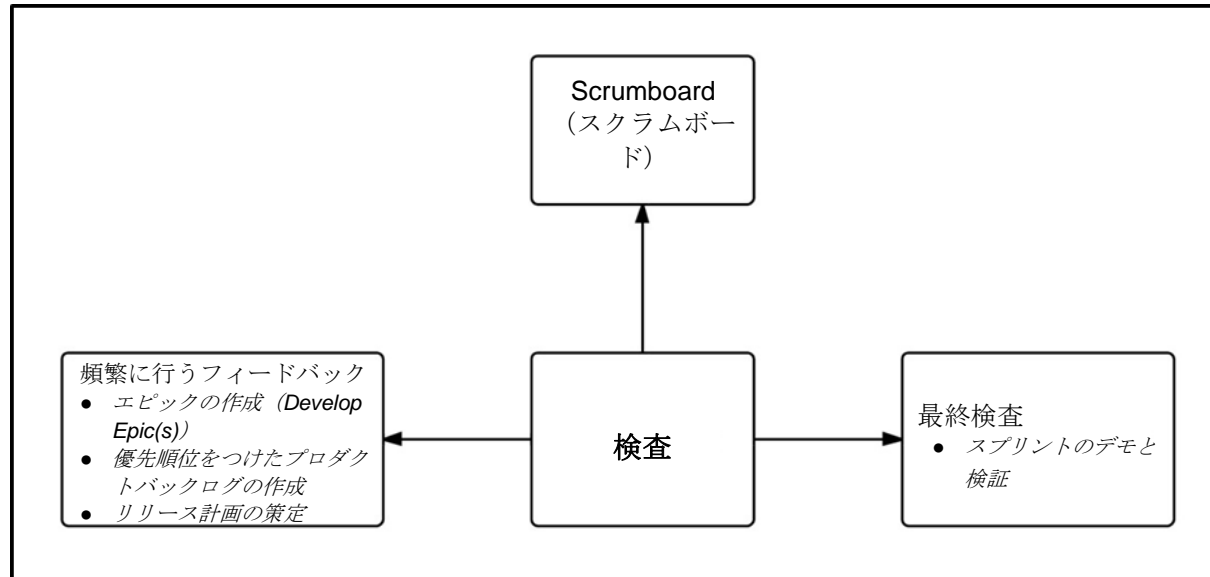 Scrumboard
（スクラムボー
ド）
頻繁に行うフィードバック
● エピックの作成（Develop
Epic(s)）
● 優先順位をつけたプロダク
トバックログの作成
● リリース計画の策定
検査
最終検査
● スプリントのデモと
検証